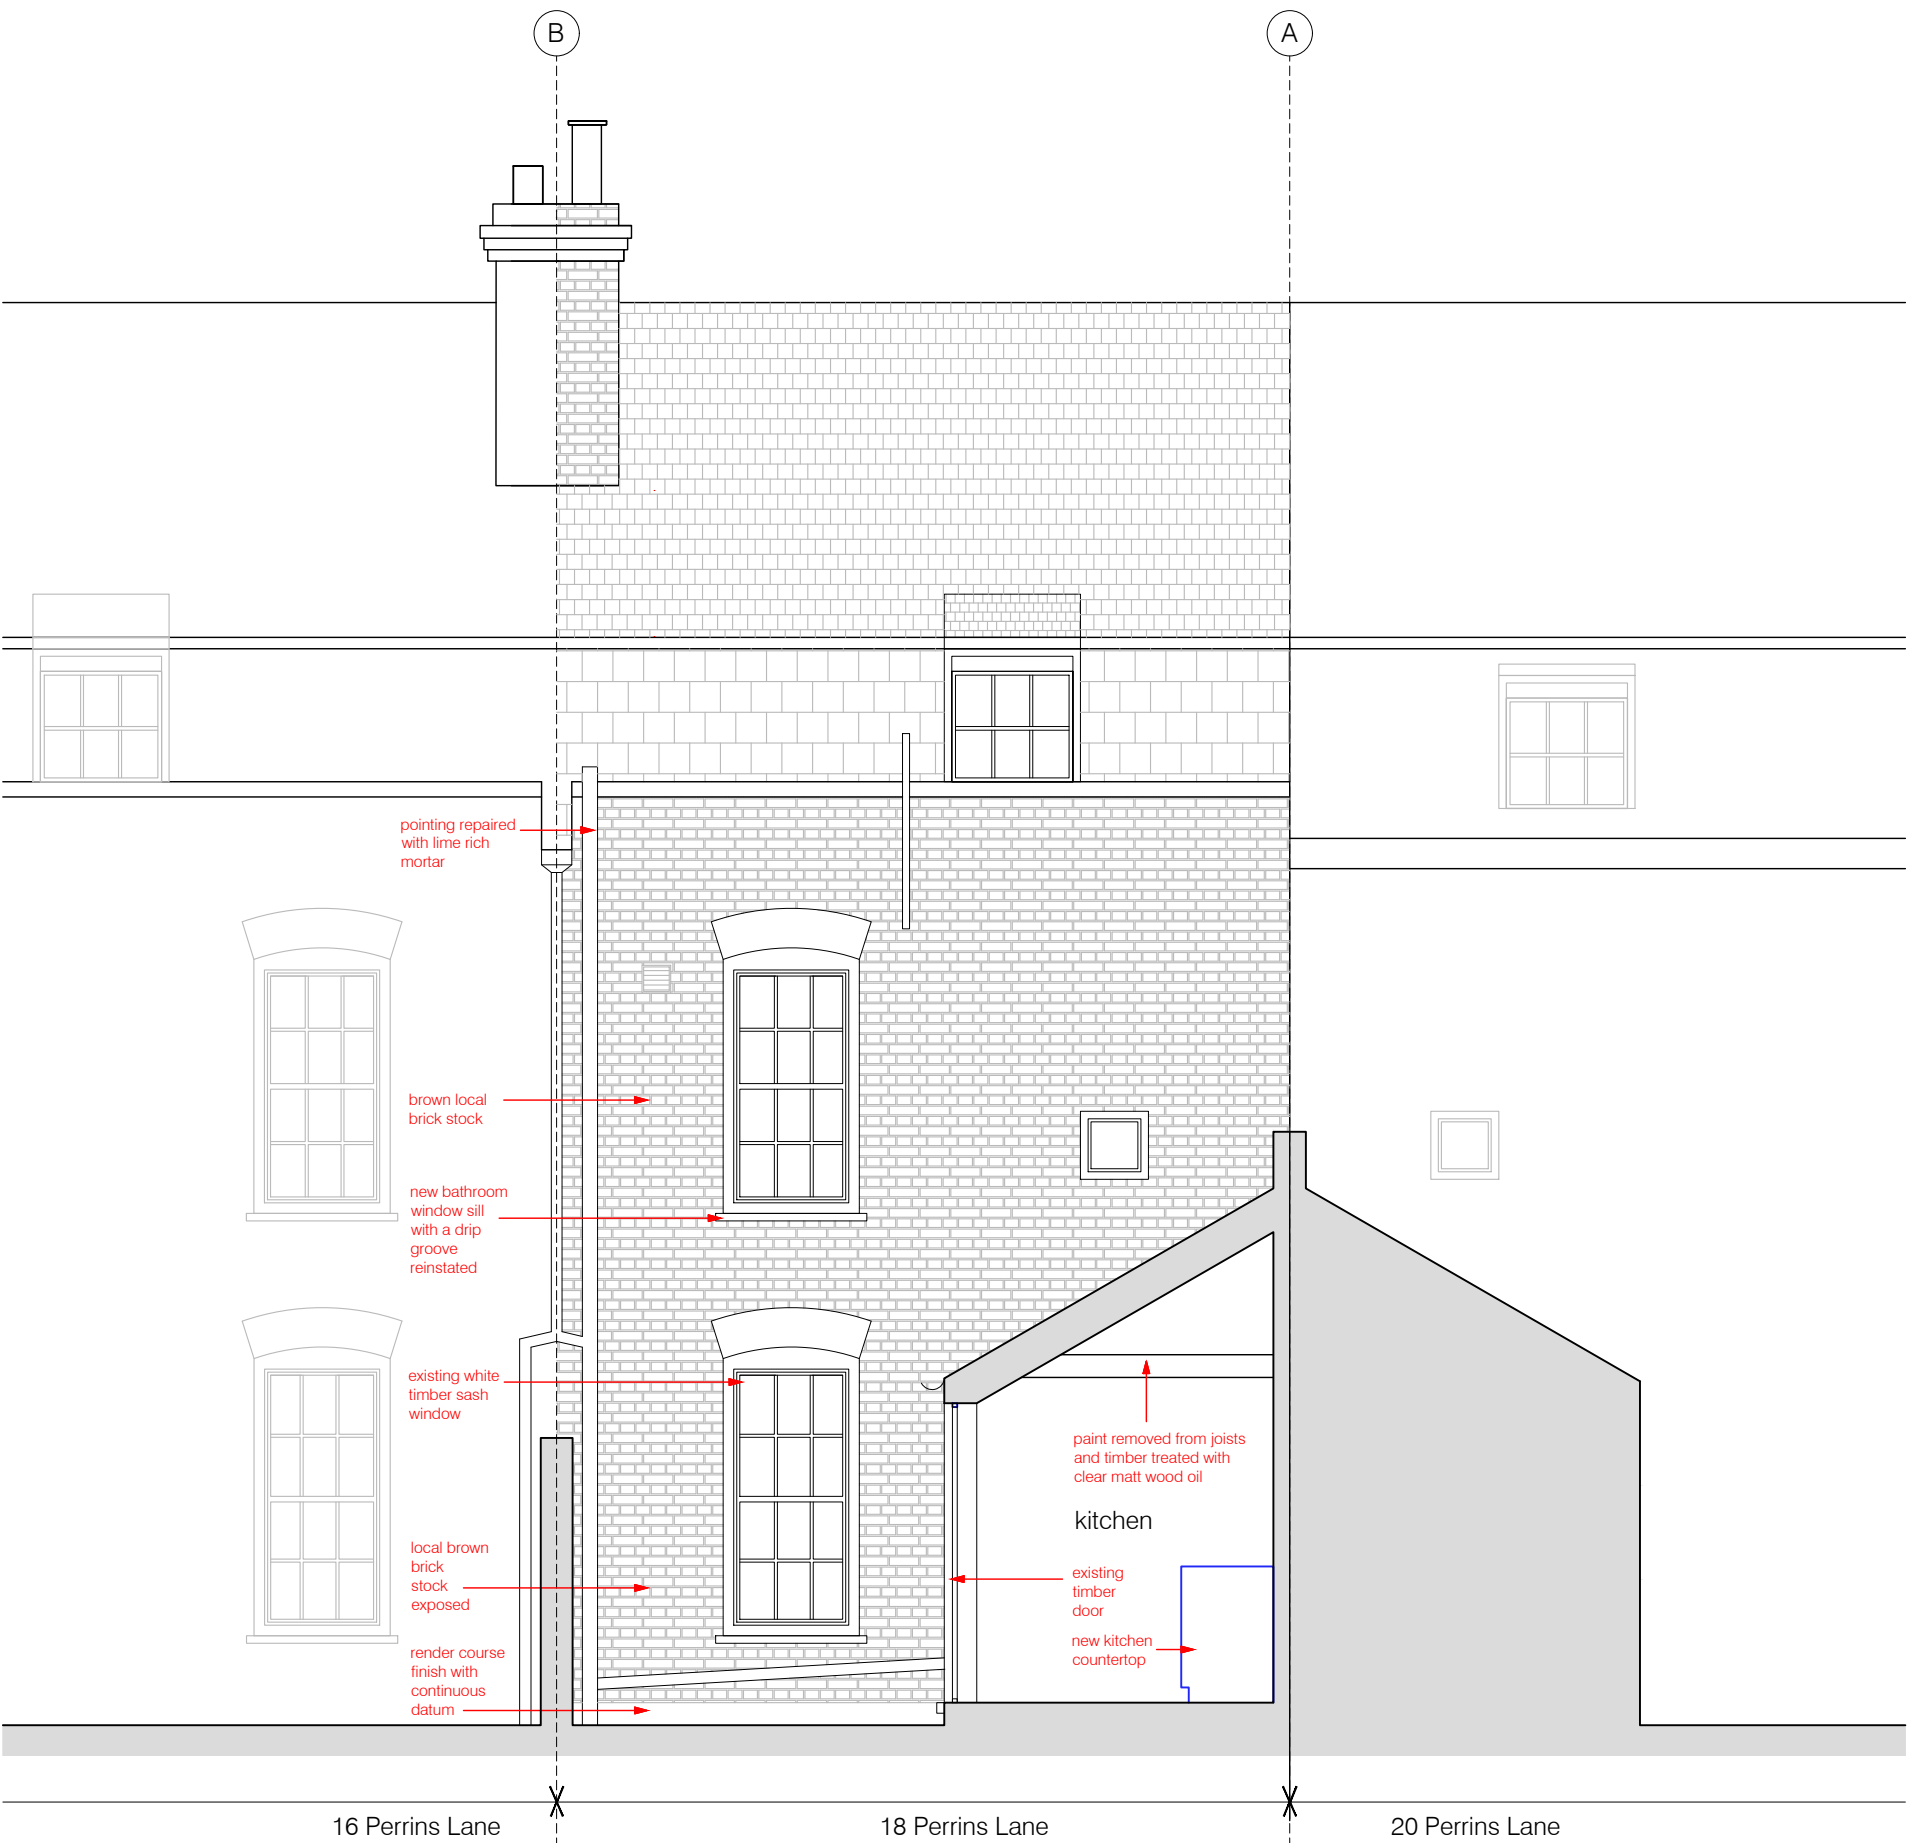 B
A
pointing repaired
with lime rich
mortar
brown local
brick stock
new bathroom
window sill
with a drip
groove
reinstated
existing white
timber sash
window
paint removed from joists
and timber treated with
clear matt wood oil
kitchen
local brown
brick
stock
exposed
existing
timber
door
new kitchen
countertop
render course
finish with
continuous
datum
16 Perrins Lane
18 Perrins Lane
20 Perrins Lane